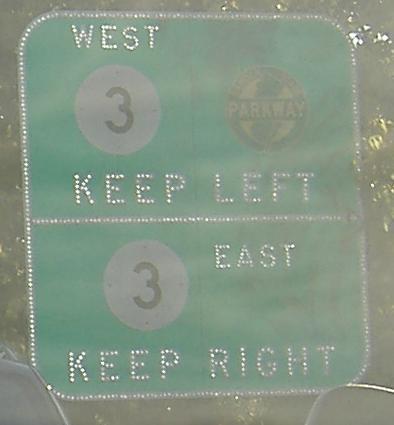 WEST
3 PARKWAY
KEEP LEFT
3 EAST
KEEP RIGHT